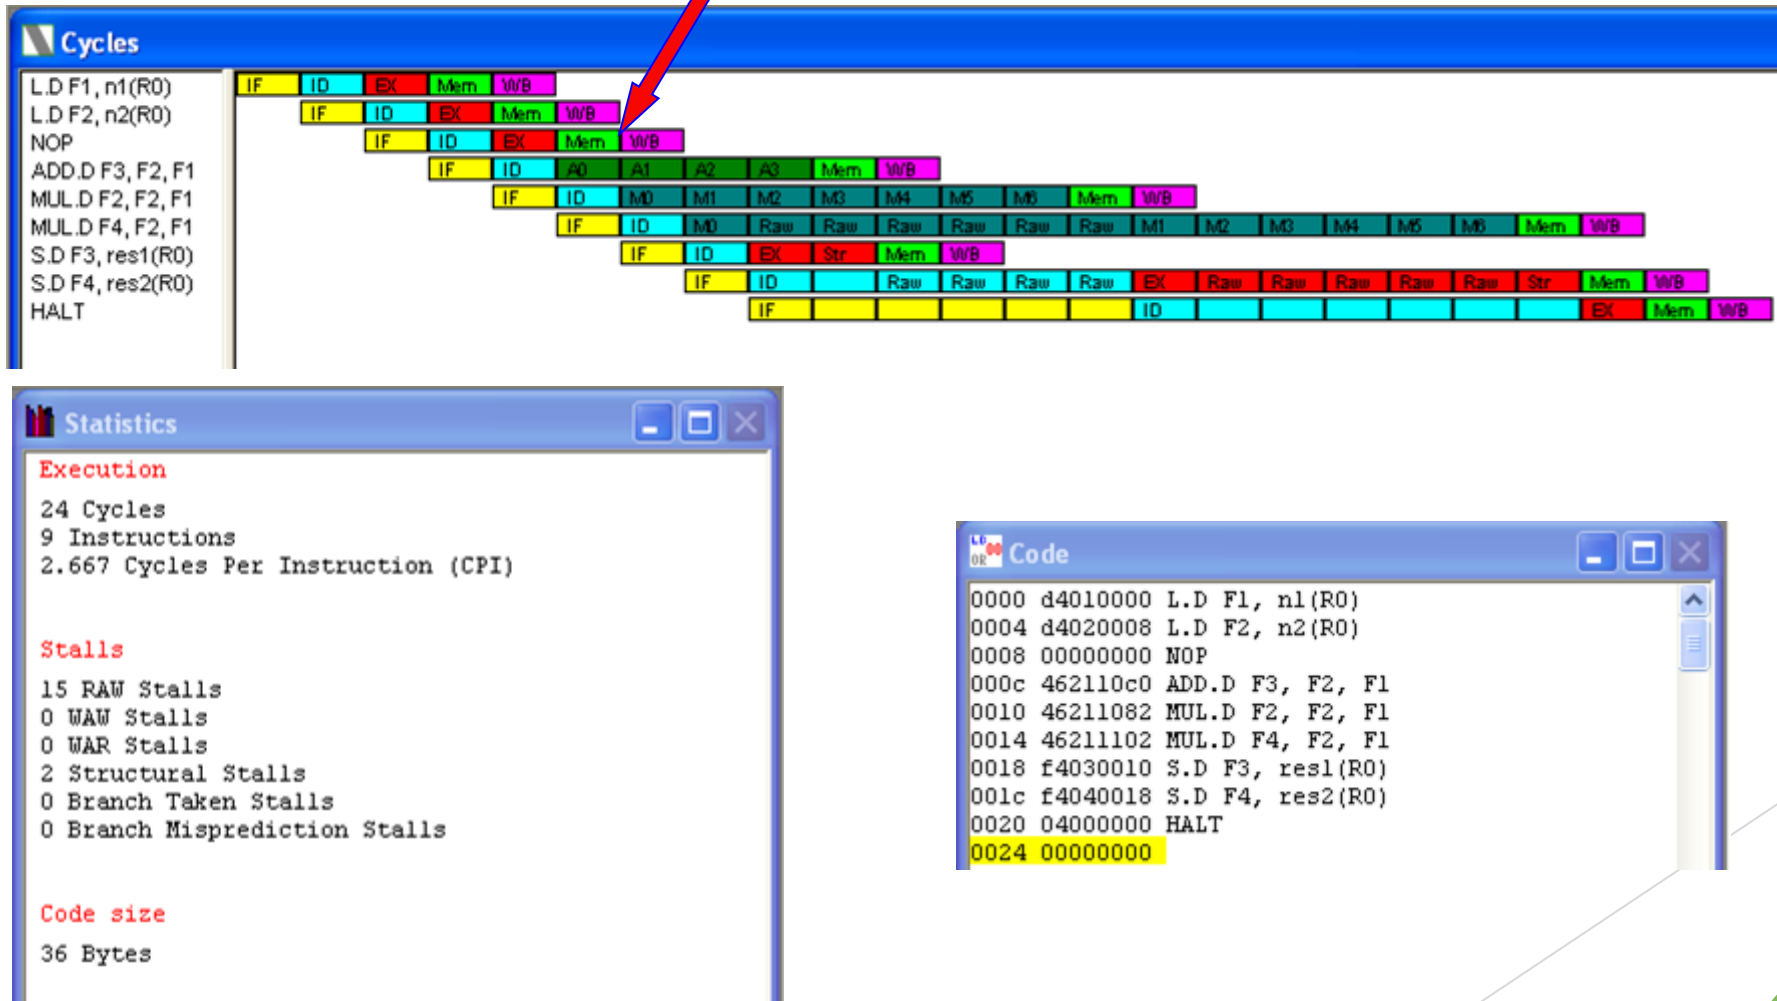 Cycles
L.D F1, n1(R0) IF ID EX Mem WB
L.D F2, n2(R0) IF ID EX Mem WB
NOP IF ID EX Mem WB
ADD.D F3, F2, F1 IF ID A0 A1 A2 A3 Mem WB
MUL.D F2, F2, F1 IF ID M0 M1 M2 M3 M4 M5 M6 Mem WB
MUL.D F4, F2, F1 IF ID M0 Raw Raw Raw Raw Raw Raw M1 M2 M3 M4 M5 M6 Mem WB
S.D F3, res1(R0) IF ID EX Str Mem WB
S.D F4, res2(R0) IF ID Raw Raw Raw Raw EX Raw Raw Raw Raw Raw Str Mem WB
HALT IF ID EX Mem WB
Statistics
Execution
24 Cycles
9 Instructions
2.667 Cycles Per Instruction (CPI)
Stalls
15 RAW Stalls
0 WAW Stalls
0 WAR Stalls
2 Structural Stalls
0 Branch Taken Stalls
0 Branch Misprediction Stalls
Code size
36 Bytes
Code
0000 d4010000 L.D F1, n1(R0)
0004 d4020008 L.D F2, n2(R0)
0008 00000000 NOP
000c 462110c0 ADD.D F3, F2, F1
0010 46211082 MUL.D F2, F2, F1
0014 46211102 MUL.D F4, F2, F1
0018 f4030010 S.D F3, res1(R0)
001c f4040018 S.D F4, res2(R0)
0020 04000000 HALT
0024 00000000